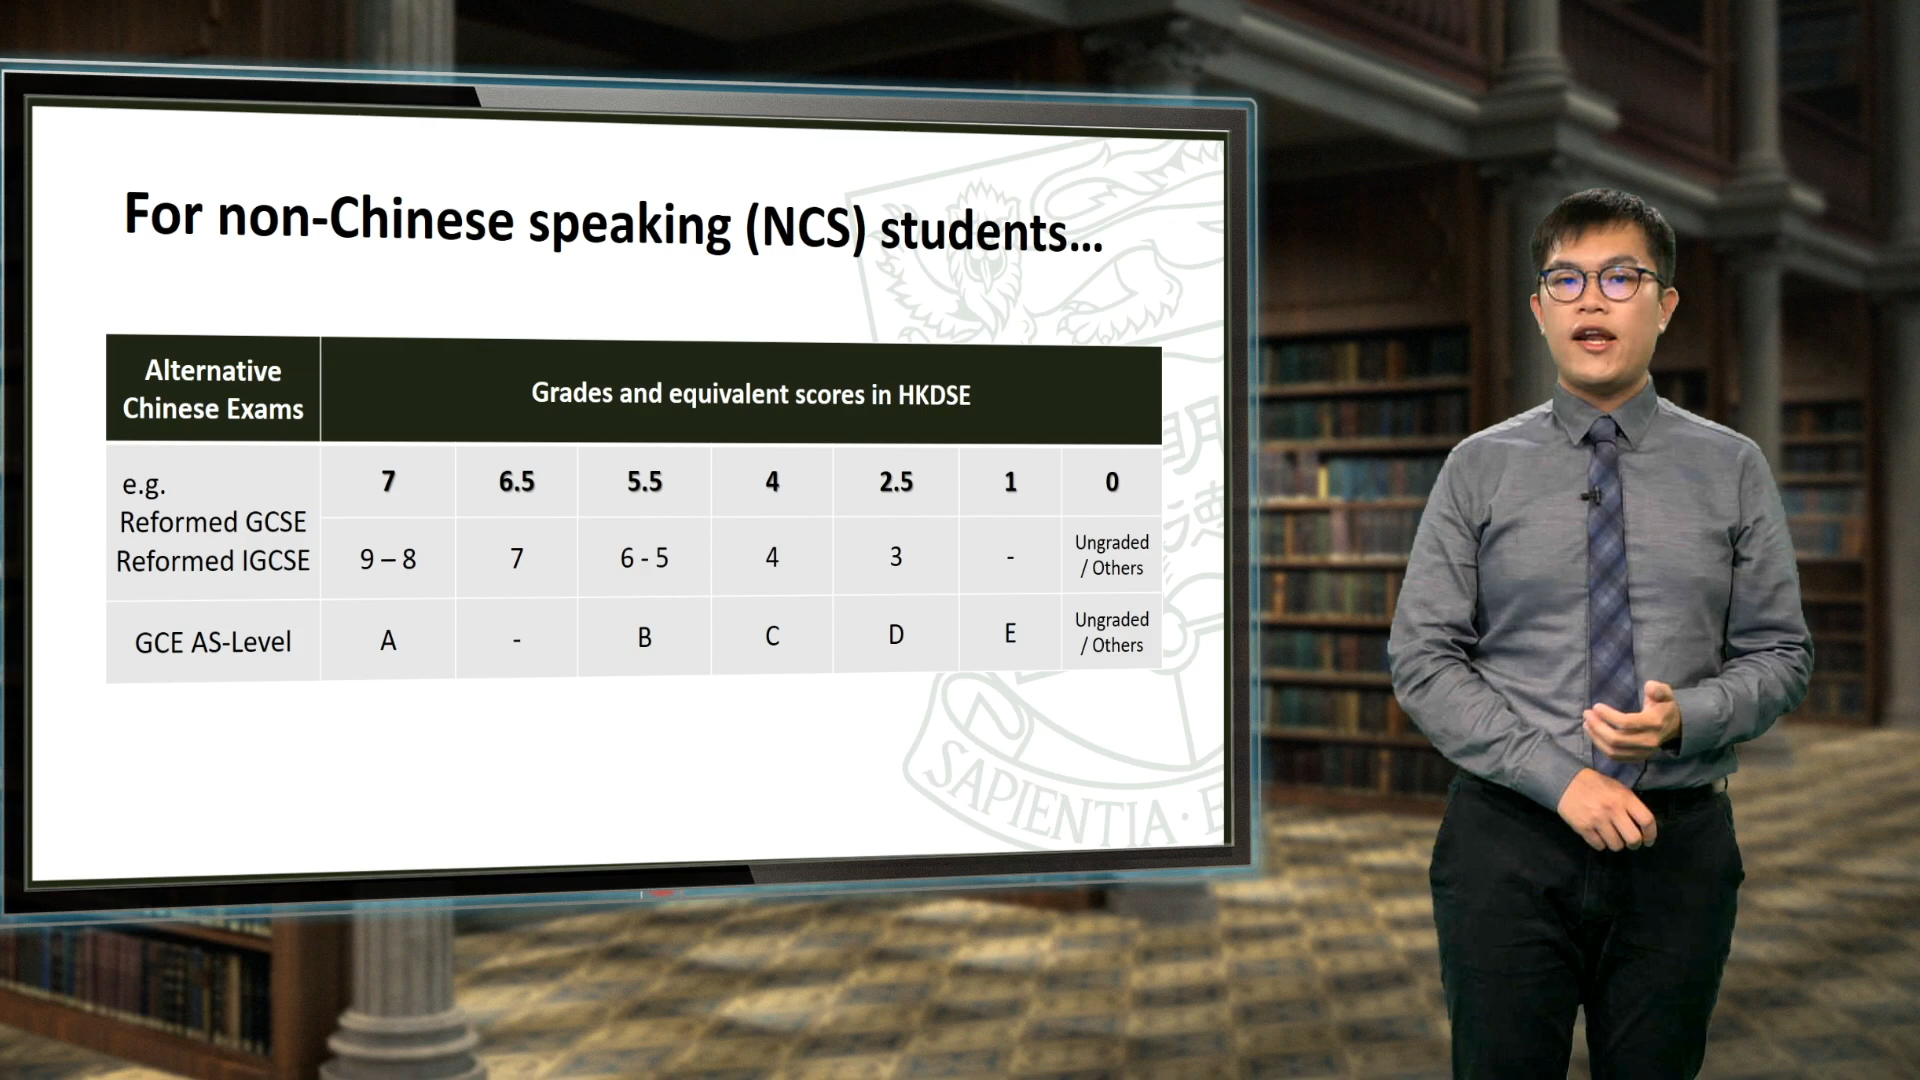 For non-Chinese speaking (NCS) students...
Alternative
Chinese Exams
Grades and equivalent scores in HKDSE
e.g.
Reformed GCSE
Reformed IGCSE
7 6.5 5.5 4 2.5 1 0
9 – 8 7 6 - 5 4 3 - Ungraded
/ Others
GCE AS-Level A - B C D E Ungraded
/ Others
明
德
SAPIENTIA · E